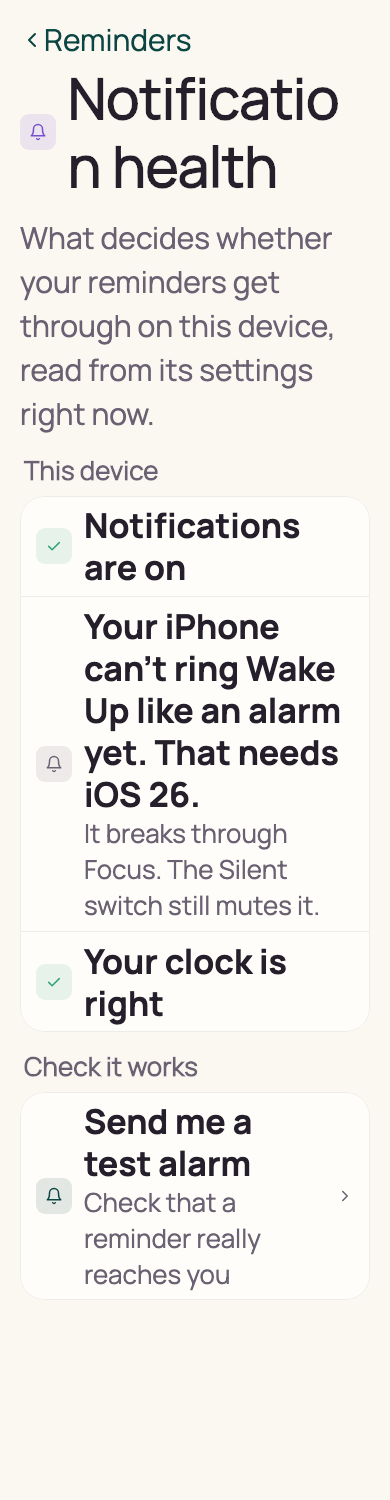 Reminders
Notificatio
n health
What decides whether
your reminders get
through on this device,
read from its settings
right now.
This device
Notifications
are on
Your iPhone
can’t ring Wake
Up like an alarm
yet. That needs
iOS 26.
It breaks through
Focus. The Silent
switch still mutes it.
Your clock is
right
Check it works
Send me a
test alarm
Check that a
reminder really
reaches you